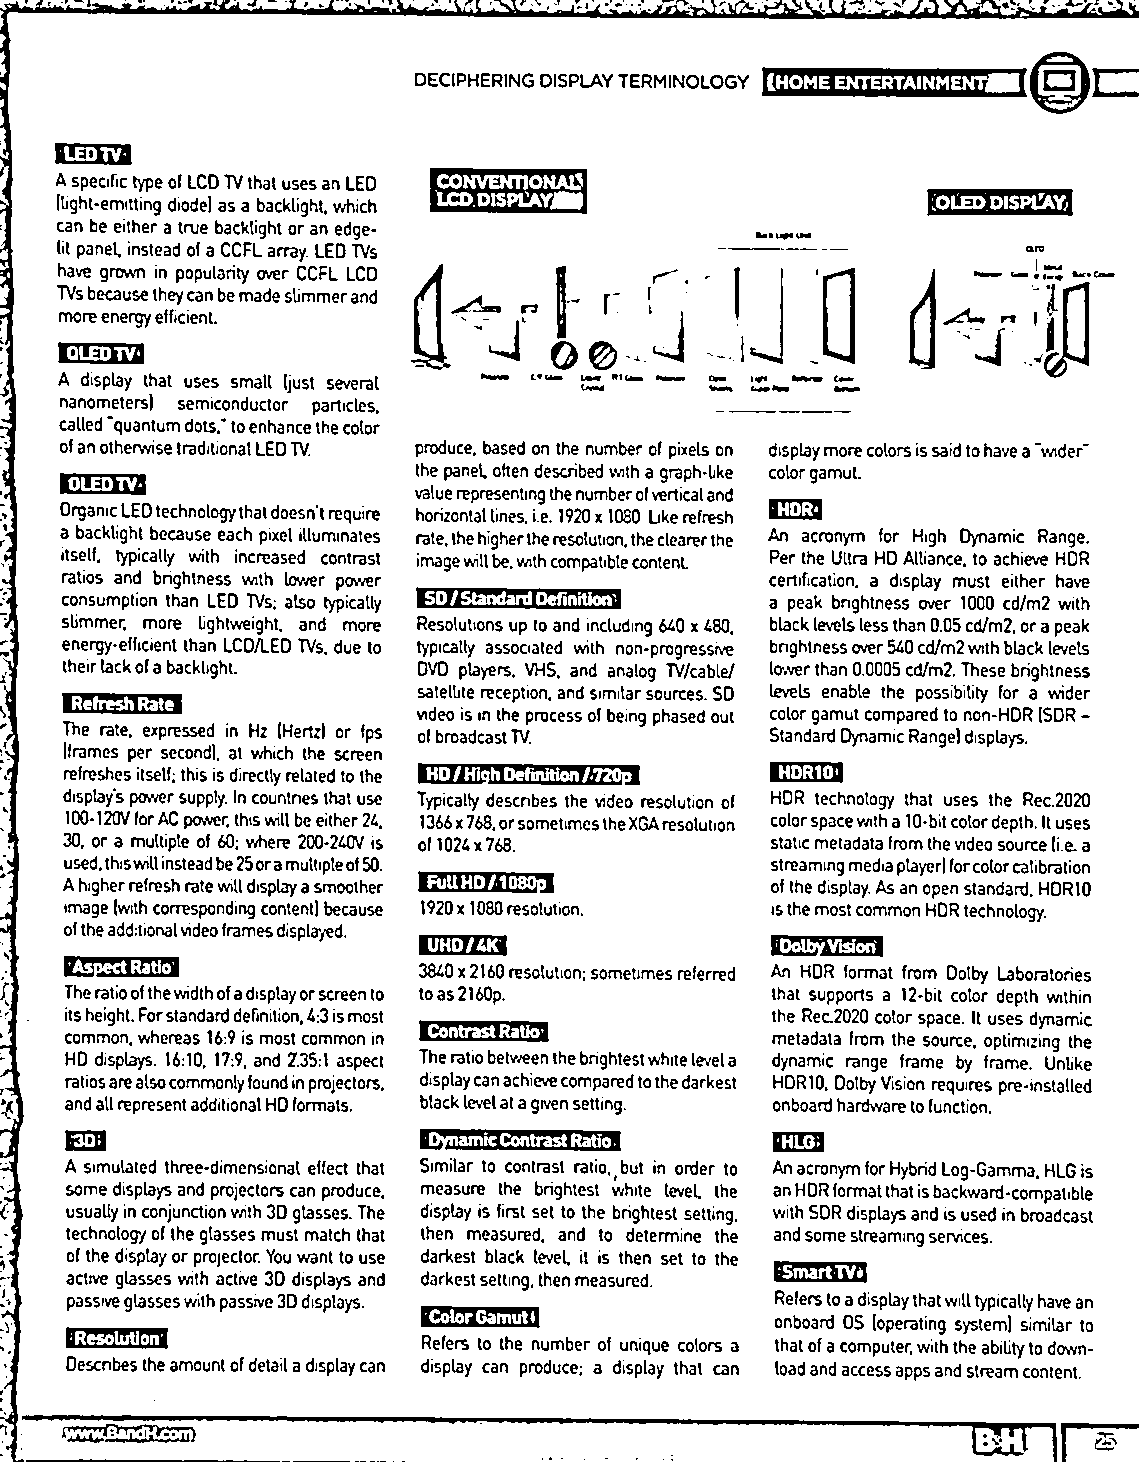 DECIPHERING DISPLAY TERMINOLOGY HOME ENTERTAINMENT
LED TV
A specific type of LCD TV that uses an LED
(light-emitting diode) as a backlight, which
can be either a true backlight or an edge-
lit panel, instead of a CCFL array. LED TVs
have grown in popularity over CCFL LCD
TVs because they can be made slimmer and
more energy efficient.
QLED TV
A display that uses small (just several
nanometers) semiconductor particles,
called "quantum dots," to enhance the color
of an otherwise traditional LED TV.
OLED TV
Organic LED technology that doesn't require
a backlight because each pixel illuminates
itself, typically with increased contrast
ratios and brightness with lower power
consumption than LED TVs; also typically
slimmer, more lightweight, and more
energy-efficient than LCD/LED TVs, due to
their lack of a backlight.
Refresh Rate
The rate, expressed in Hz (Hertz) or fps
(frames per second), at which the screen
refreshes itself; this is directly related to the
display's power supply. In countries that use
100-120V for AC power, this will be either 24,
30, or a multiple of 60; where 200-240V is
used, this will instead be 25 or a multiple of 50.
A higher refresh rate will display a smoother
image (with corresponding content) because
of the additional video frames displayed.
Aspect Ratio
The ratio of the width of a display or screen to
its height. For standard definition, 4:3 is most
common, whereas 16:9 is most common in
HD displays. 16:10, 17:9, and 2.35:1 aspect
ratios are also commonly found in projectors,
and all represent additional HD formats.
3D
A simulated three-dimensional effect that
some displays and projectors can produce,
usually in conjunction with 3D glasses. The
technology of the glasses must match that
of the display or projector. You want to use
active glasses with active 3D displays and
passive glasses with passive 3D displays.
Resolution
Describes the amount of detail a display can
CONVENTIONAL
LCD DISPLAY
Back Light Unit
OLED DISPLAY
produce, based on the number of pixels on
the panel, often described with a graph-like
value representing the number of vertical and
horizontal lines, i.e. 1920 x 1080 Like refresh
rate, the higher the resolution, the clearer the
image will be, with compatible content.
SD / Standard Definition
Resolutions up to and including 640 x 480,
typically associated with non-progressive
DVD players, VHS, and analog TV/cable/
satellite reception, and similar sources. SD
video is in the process of being phased out
of broadcast TV.
HD / High Definition / 720p
Typically describes the video resolution of
1366 x 768, or sometimes the XGA resolution
of 1024 x 768.
Full HD / 1080p
1920 x 1080 resolution.
UHD / 4K
3840 x 2160 resolution; sometimes referred
to as 2160p.
Contrast Ratio
The ratio between the brightest white level a
display can achieve compared to the darkest
black level at a given setting.
Dynamic Contrast Ratio
Similar to contrast ratio, but in order to
measure the brightest white level, the
display is first set to the brightest setting,
then measured, and to determine the
darkest black level, it is then set to the
darkest setting, then measured.
Color Gamut
Refers to the number of unique colors a
display can produce; a display that can
display more colors is said to have a "wider"
color gamut.
HDR
An acronym for High Dynamic Range.
Per the Ultra HD Alliance, to achieve HDR
certification, a display must either have
a peak brightness over 1000 cd/m2 with
black levels less than 0.05 cd/m2, or a peak
brightness over 540 cd/m2 with black levels
lower than 0.0005 cd/m2. These brightness
levels enable the possibility for a wider
color gamut compared to non-HDR (SDR –
Standard Dynamic Range) displays.
HDR10
HDR technology that uses the Rec.2020
color space with a 10-bit color depth. It uses
static metadata from the video source (i.e. a
streaming media player) for color calibration
of the display. As an open standard, HDR10
is the most common HDR technology.
Dolby Vision
An HDR format from Dolby Laboratories
that supports a 12-bit color depth within
the Rec.2020 color space. It uses dynamic
metadata from the source, optimizing the
dynamic range frame by frame. Unlike
HDR10, Dolby Vision requires pre-installed
onboard hardware to function.
HLG
An acronym for Hybrid Log-Gamma, HLG is
an HDR format that is backward-compatible
with SDR displays and is used in broadcast
and some streaming services.
Smart TV
Refers to a display that will typically have an
onboard OS (operating system) similar to
that of a computer, with the ability to down-
load and access apps and stream content.
www.BandH.com
B&H 25